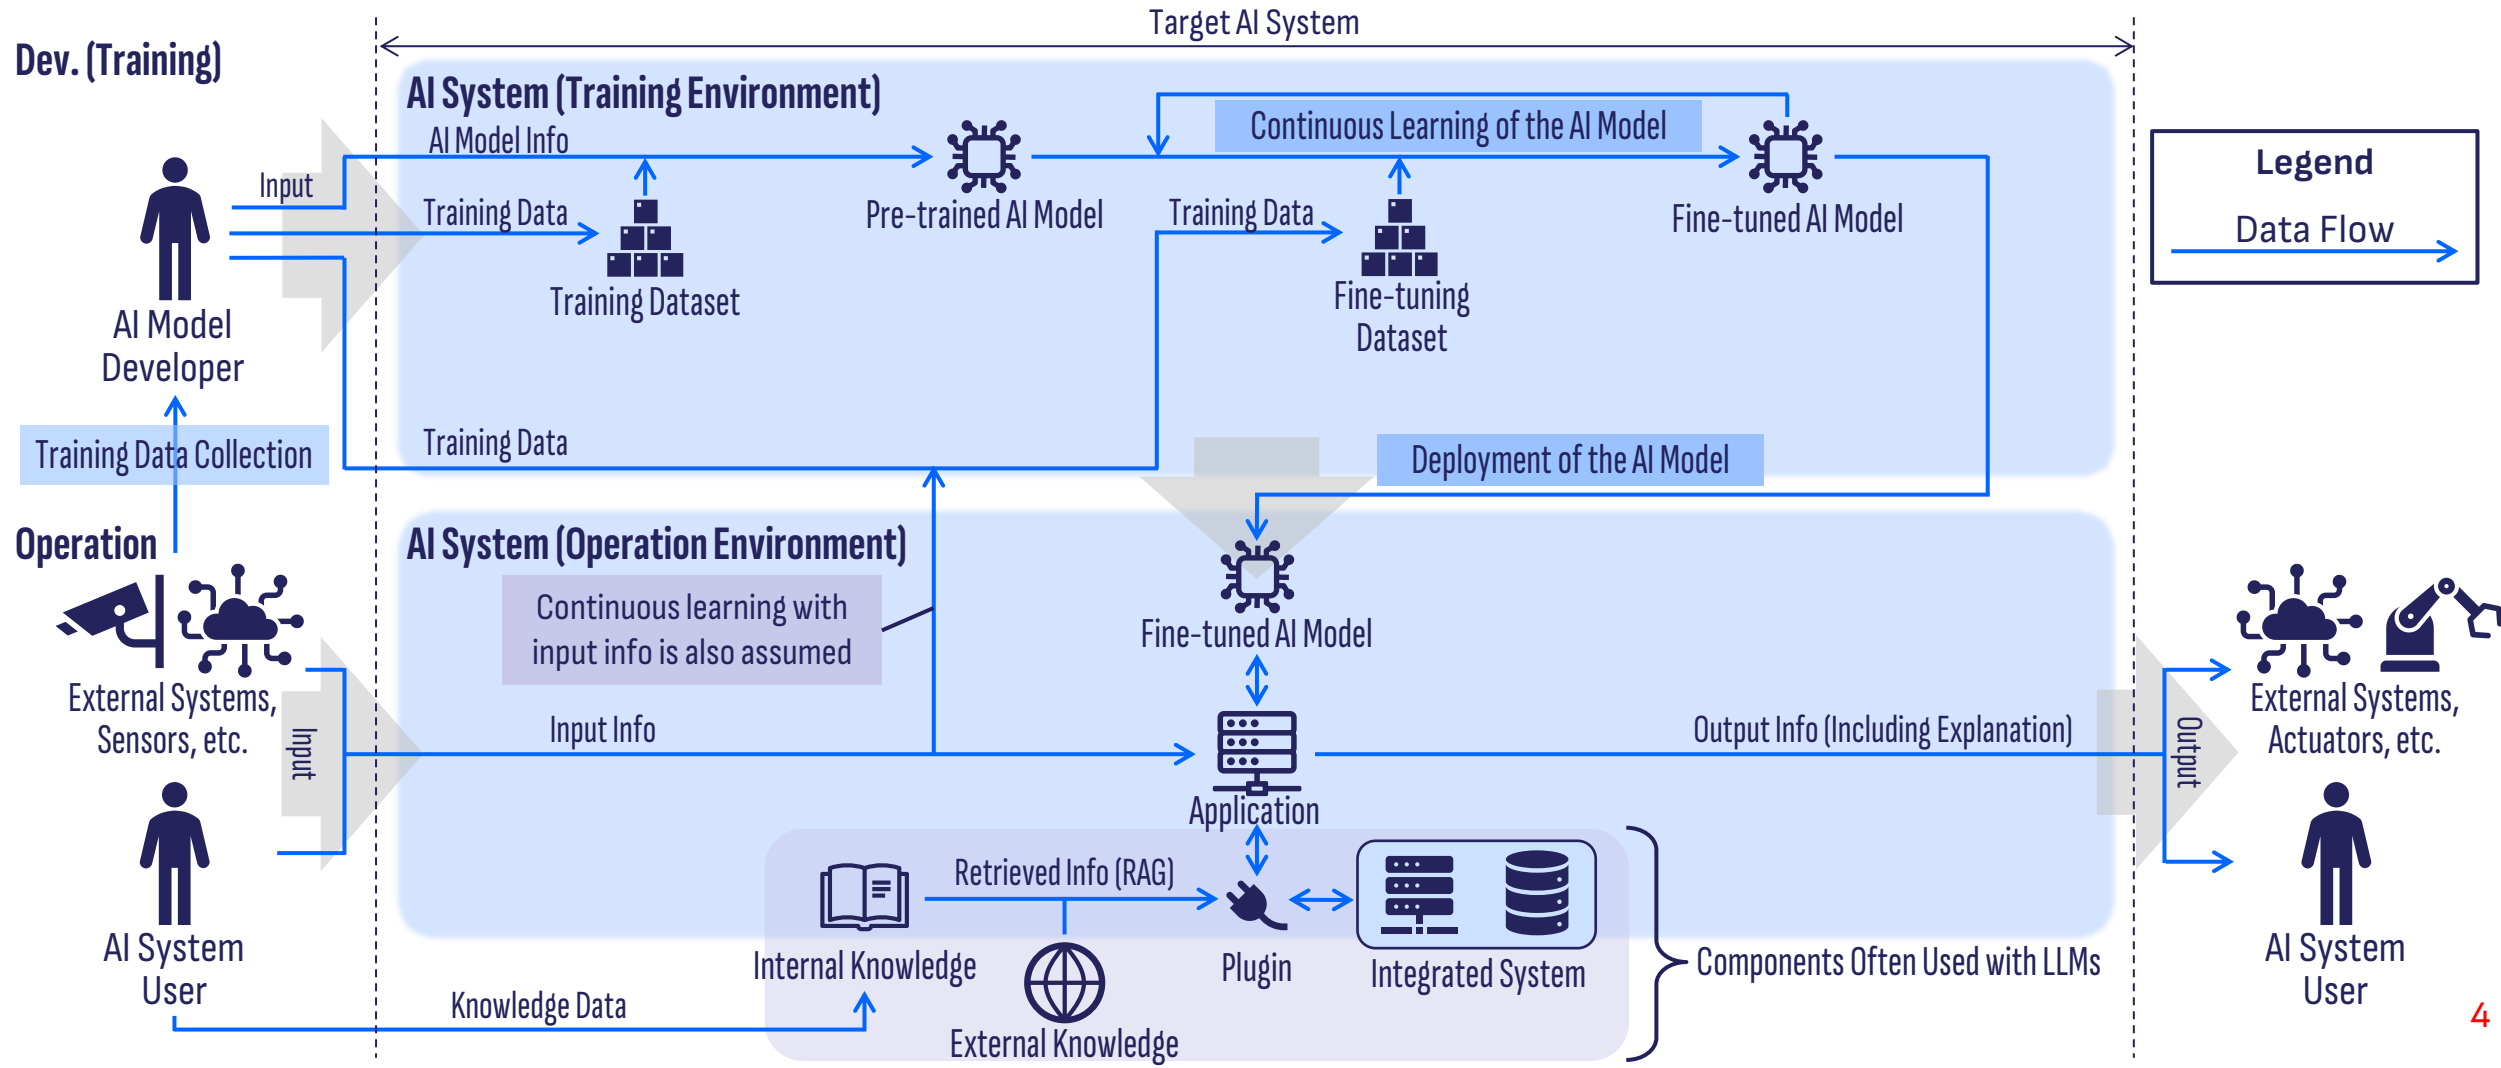 Target AI System
Dev. (Training)
AI System (Training Environment)
AI Model Info
Continuous Learning of the AI Model
Input
Training Data
Pre-trained AI Model
Training Data
Fine-tuned AI Model
Legend
Data Flow
Training Dataset
Fine-tuning
Dataset
AI Model
Developer
Training Data Collection
Training Data
Deployment of the AI Model
Operation
AI System (Operation Environment)
Continuous learning with
input info is also assumed
Fine-tuned AI Model
External Systems,
Sensors, etc.
Input
Input Info
Output Info (Including Explanation)
Output
External Systems,
Actuators, etc.
Application
Retrieved Info (RAG)
AI System
User
Internal Knowledge
Plugin
Integrated System
Components Often Used with LLMs
AI System
User
Knowledge Data
External Knowledge
4